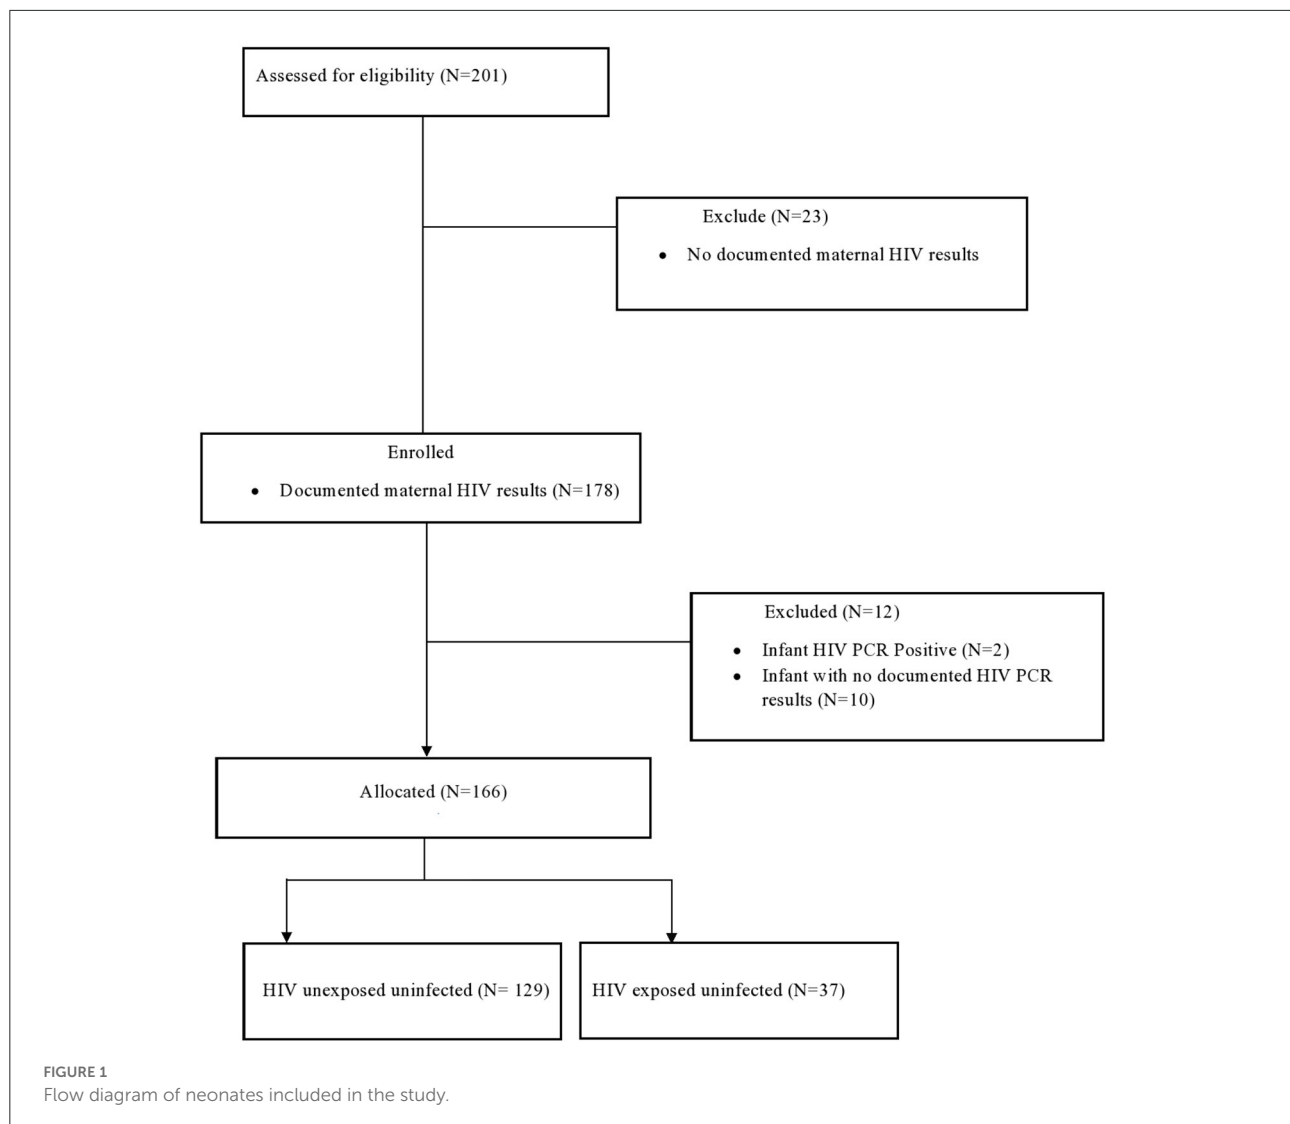 Assessed for eligibility (N=201)
Exclude (N=23)
• No documented maternal HIV results
Enrolled
• Documented maternal HIV results (N=178)
Excluded (N=12)
• Infant HIV PCR Positive (N=2)
• Infant with no documented HIV PCR
results (N=10)
Allocated (N=166)
HIV unexposed uninfected (N= 129)
HIV exposed uninfected (N=37)
FIGURE 1
Flow diagram of neonates included in the study.